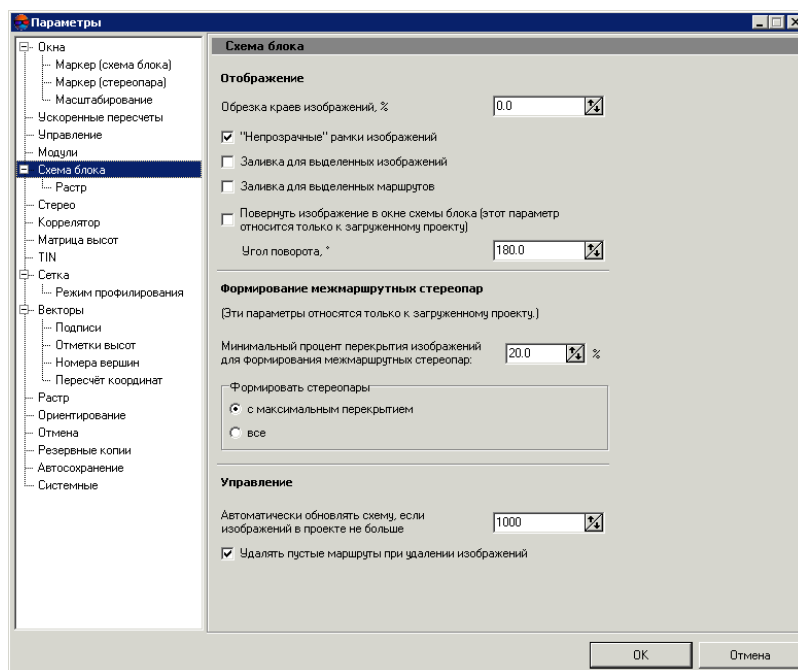 Параметры
Окна
Маркер (схема блока)
Маркер (стереопара)
Масштабирование
Ускоренные пересчеты
Управление
Модули
Схема блока
Растр
Стерео
Коррелятор
Матрица высот
TIN
Сетка
Режим профилирования
Векторы
Подписи
Отметки высот
Номера вершин
Пересчёт координат
Растр
Ориентирование
Отмена
Резервные копии
Автосохранение
Системные
Схема блока
Отображение
Обрезка краев изображений, % 0.0
"Непрозрачные" рамки изображений
Заливка для выделенных изображений
Заливка для выделенных маршрутов
Повернуть изображение в окне схемы блока (этот параметр
относится только к загруженному проекту)
Угол поворота, ° 180.0
Формирование межмаршрутных стереопар
(Эти параметры относятся только к загруженному проекту.)
Минимальный процент перекрытия изображений
для формирования межмаршрутных стереопар: 20.0 %
Формировать стереопары
с максимальным перекрытием
все
Управление
Автоматически обновлять схему, если
изображений в проекте не больше 1000
Удалять пустые маршруты при удалении изображений
OK Отмена